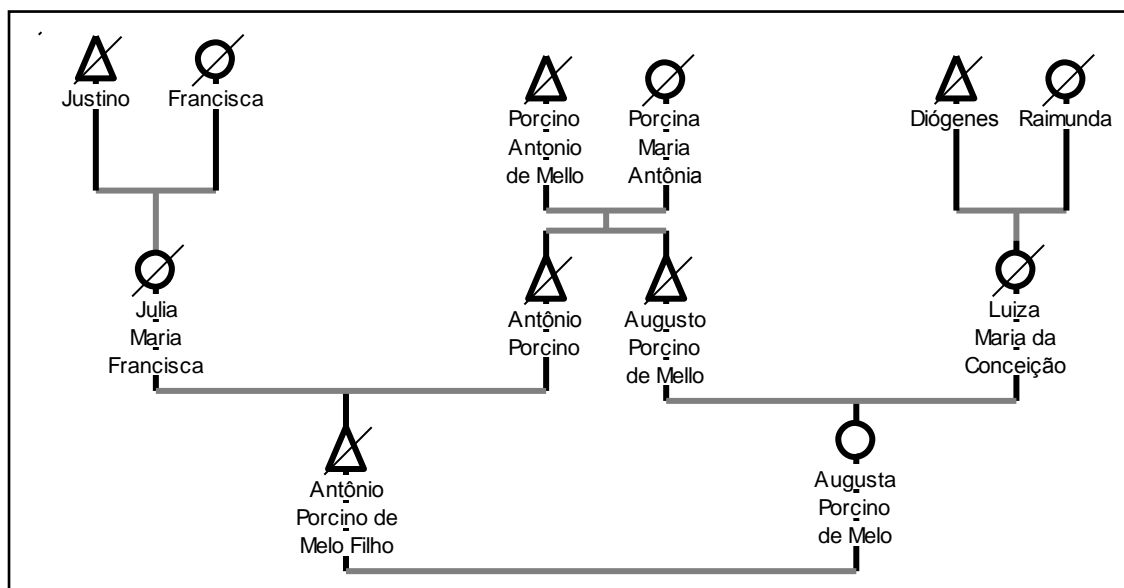 Justino
Francisca
Porcino
Antonio
de Mello
Porcina
Maria
Antônia
Diógenes
Raimunda
Julia
Maria
Francisca
Antônio
Porcino
Augusto
Porcino
de Mello
Luiza
Maria da
Conceição
Antônio
Porcino de
Melo Filho
Augusta
Porcino
de Melo